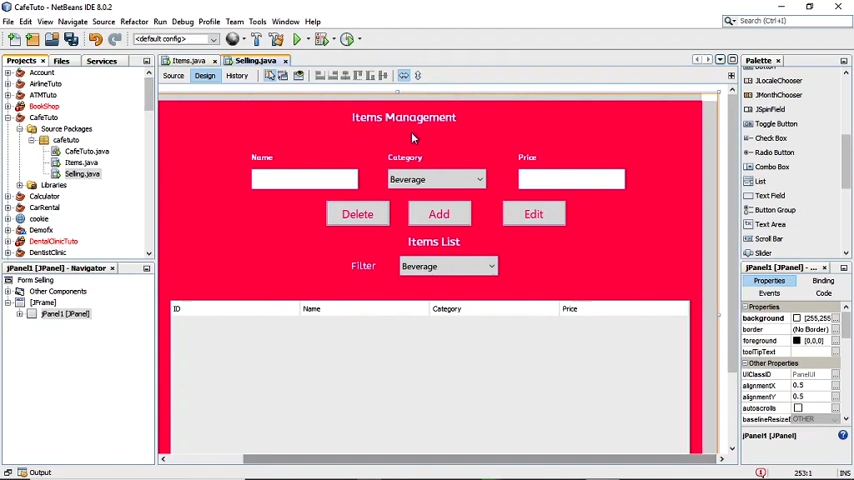 CafeTuto - NetBeans IDE 8.0.2
File Edit View Navigate Source Refactor Run Debug Profile Team Tools Window Help
<default config>
Search (Ctrl+I)
Projects Files Services
Items.java Selling.java
Source Design History
Account
AirlineTuto
ATMTuto
BookShop
CafeTuto
Source Packages
cafetuto
CafeTuto.java
Items.java
Selling.java
Libraries
Calculator
CarRental
cookie
Demofx
DentalClinicTuto
DentistClinic
jPanel1 [JPanel] - Navigator
Form Selling
Other Components
[JFrame]
jPanel1 [JPanel]
Items Management
Name Category Price
Beverage
Delete Add Edit
Items List
Filter Beverage
ID Name Category Price
Palette
JLocaleChooser
JMonthChooser
JSpinField
Toggle Button
Check Box
Radio Button
Combo Box
List
Text Field
Button Group
Text Area
Scroll Bar
Slider
jPanel1 [JPanel] - ...
Properties Binding
Events Code
Properties
background [255,255
border (No Border)
foreground [0,0,0]
toolTipText
Other Properties
UIClassID PanelUI
alignmentX 0.5
alignmentY 0.5
autoscrolls
baselineResizeB OTHER
jPanel1 [JPanel]
Output
253:1 INS